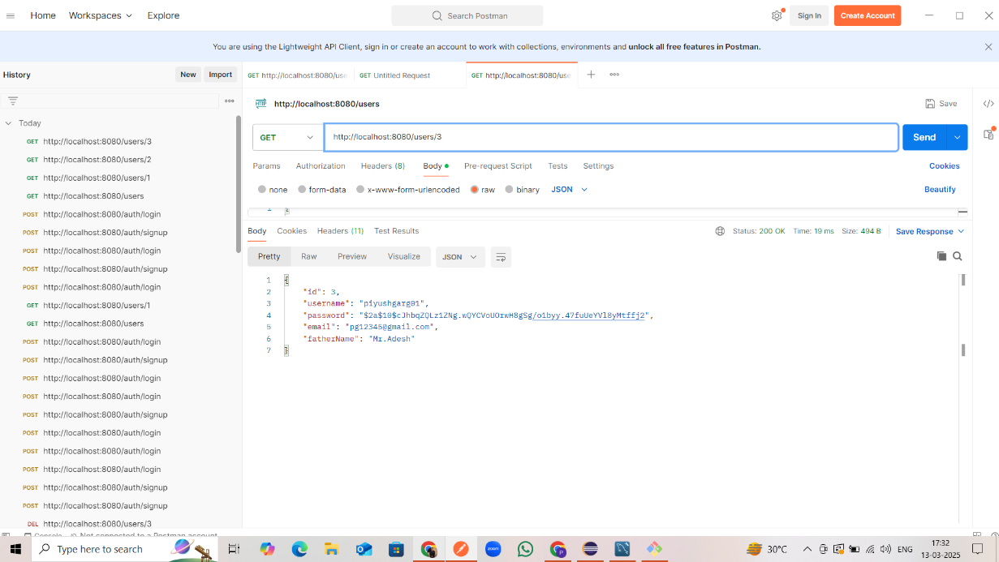 Home Workspaces Explore Search Postman Sign In Create Account
You are using the Lightweight API Client, sign in or create an account to work with collections, environments and unlock all free features in Postman.
History New Import
GET http://localhost:8080/use GET Untitled Request GET http://localhost:8080/use
HTTP http://localhost:8080/users Save
Today
GET http://localhost:8080/users/3
GET http://localhost:8080/users/2
GET http://localhost:8080/users/1
GET http://localhost:8080/users
POST http://localhost:8080/auth/login
POST http://localhost:8080/auth/signup
POST http://localhost:8080/auth/login
POST http://localhost:8080/auth/signup
POST http://localhost:8080/auth/login
GET http://localhost:8080/users/1
GET http://localhost:8080/users
POST http://localhost:8080/auth/login
POST http://localhost:8080/auth/signup
POST http://localhost:8080/auth/login
POST http://localhost:8080/auth/login
POST http://localhost:8080/auth/signup
POST http://localhost:8080/auth/login
POST http://localhost:8080/auth/login
POST http://localhost:8080/auth/login
POST http://localhost:8080/auth/signup
POST http://localhost:8080/auth/signup
DEL http://localhost:8080/users/3
GET http://localhost:8080/users/3 Send
Params Authorization Headers (8) Body Pre-request Script Tests Settings Cookies
none form-data x-www-form-urlencoded raw binary JSON Beautify
1 {
Body Cookies Headers (11) Test Results Status: 200 OK Time: 19 ms Size: 494 B Save Response
Pretty Raw Preview Visualize JSON
1 {
2 "id": 3,
3 "username": "piyushgarg01",
4 "password": "$2a$10$cJhbqZQLz1ZNg.wQYCVoUOrwH8gSg/o1byy.47fuUeYVl8yMtffj2",
5 "email": "pg12345@gmail.com",
6 "fatherName": "Mr.Adesh"
7 }
Console Not connected to a Postman account
Type here to search zoom P 30°C ENG 17:32
13-03-2025